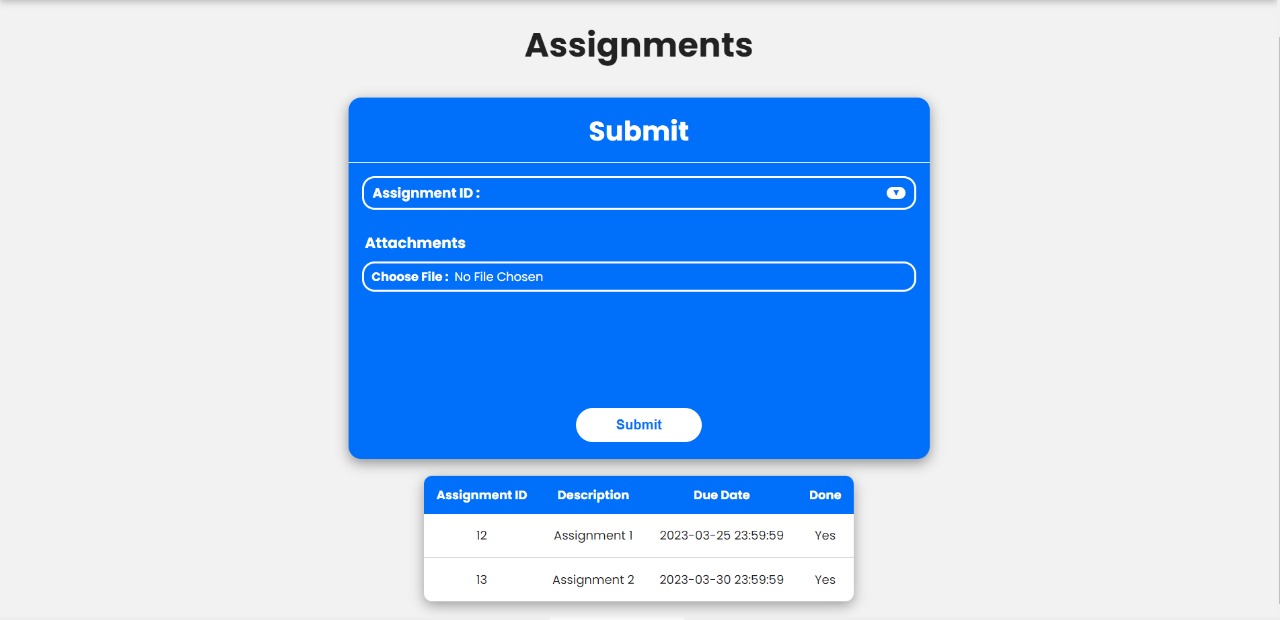 Assignments
Submit
Assignment ID :
Attachments
Choose File : No File Chosen
Submit
Assignment ID Description Due Date Done
12 Assignment 1 2023-03-25 23:59:59 Yes
13 Assignment 2 2023-03-30 23:59:59 Yes